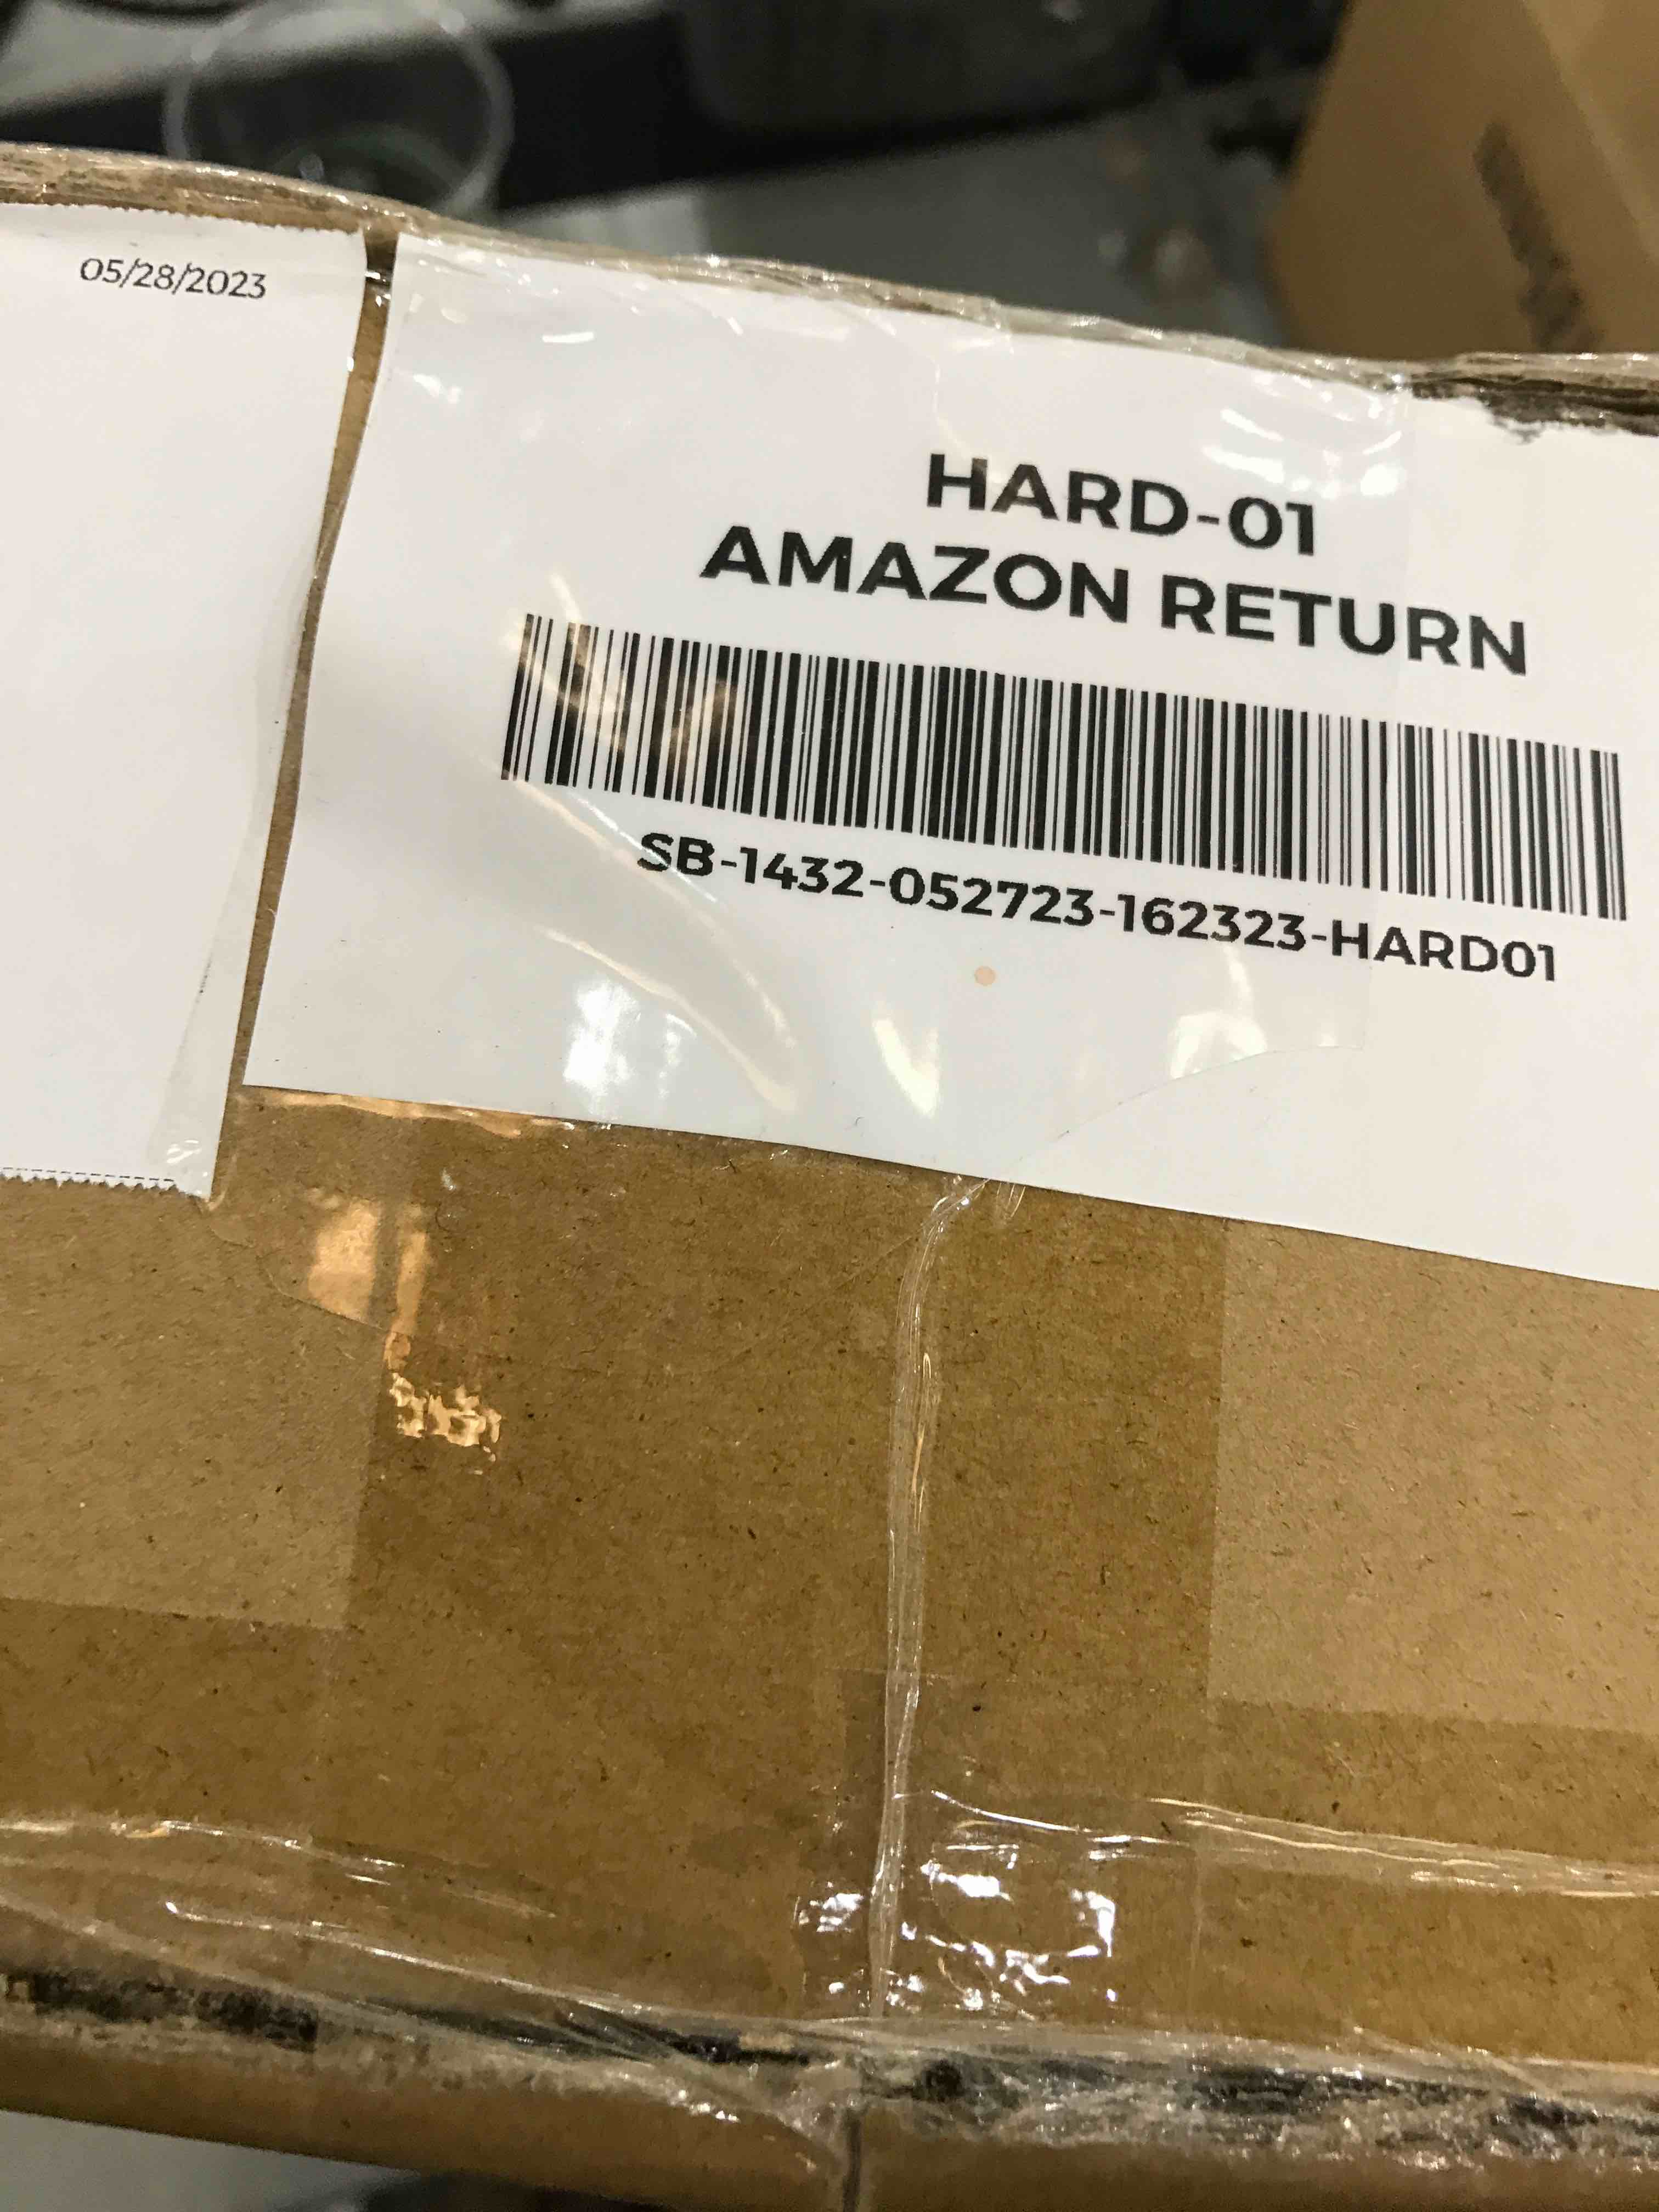 05/28/2023
HARD-01
AMAZON RETURN
SB-1432-052723-162323-HARD01